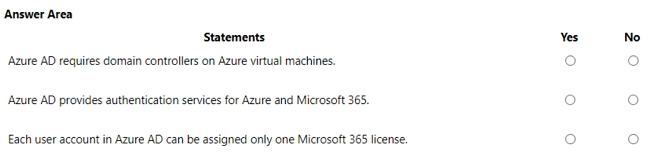 Answer Area
Statements Yes No
Azure AD requires domain controllers on Azure virtual machines.
Azure AD provides authentication services for Azure and Microsoft 365.
Each user account in Azure AD can be assigned only one Microsoft 365 license.